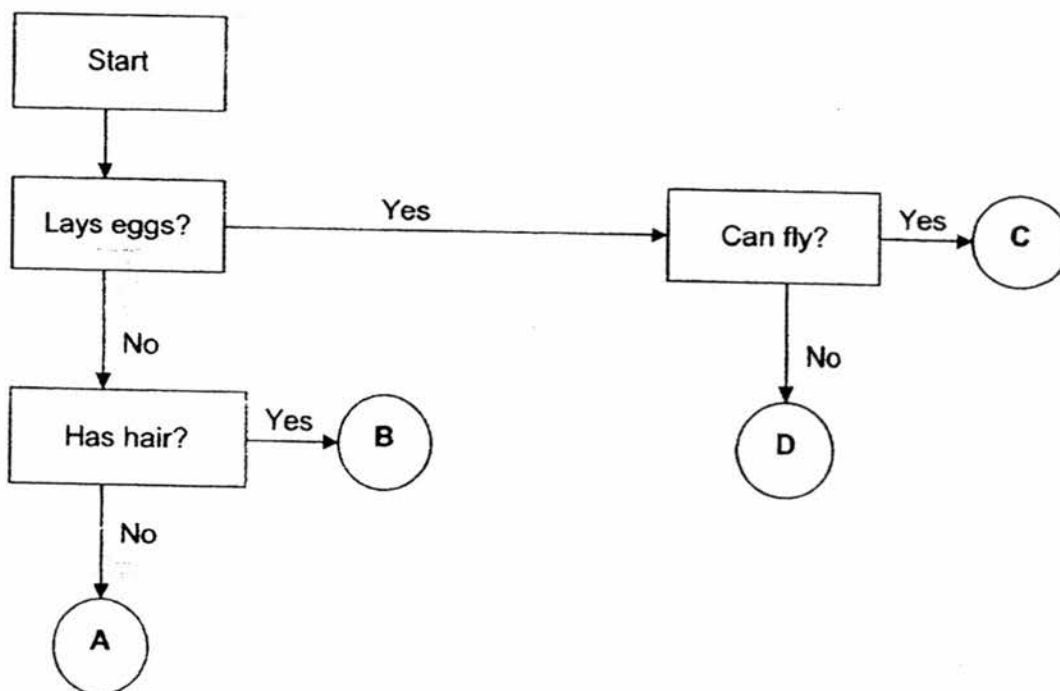 Start
Lays eggs?
Yes
Can fly?
Yes
C
No
No
Has hair?
Yes
B
D
No
A